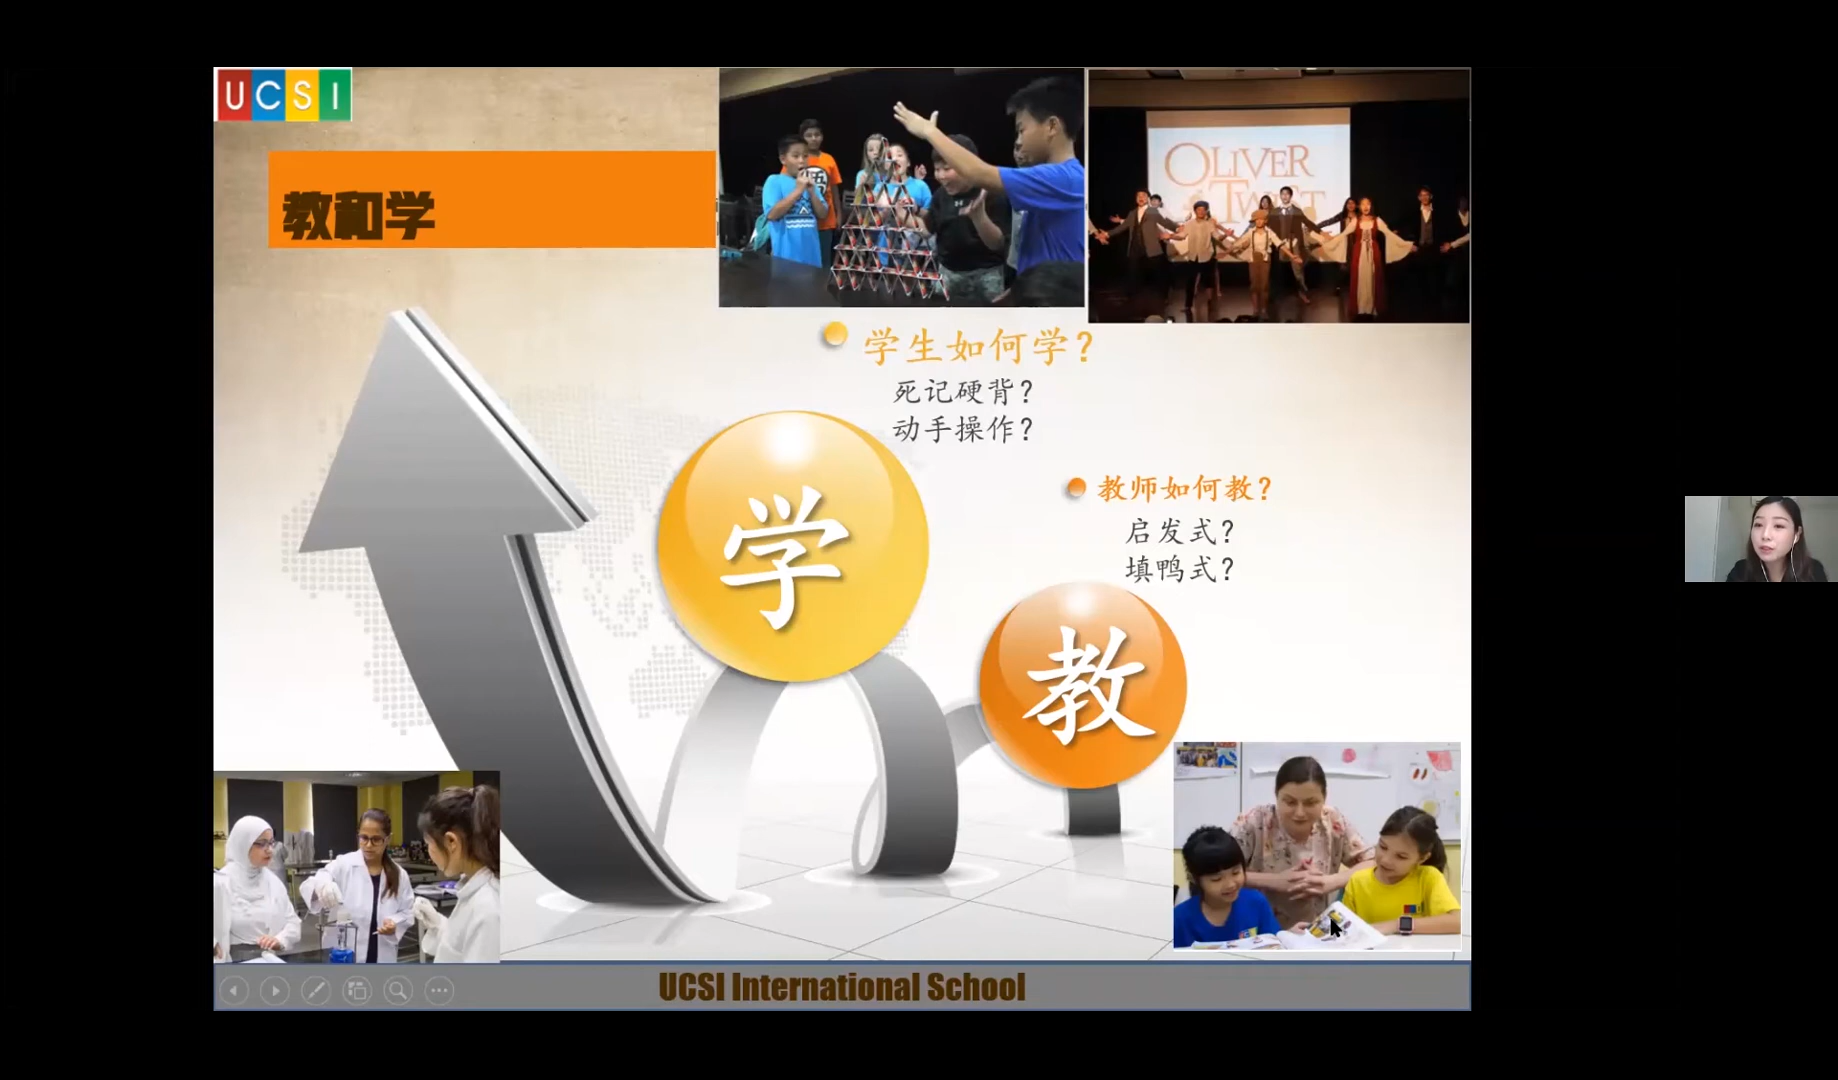 UCSI
教和学
OLIVER
TWIST
学生如何学？
死记硬背？
动手操作？
教师如何教？
启发式？
填鸭式？
学
教
UCSI International School